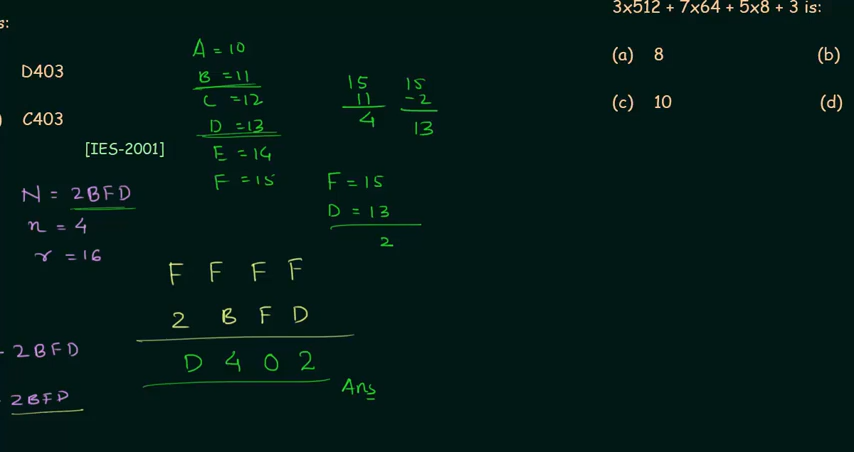 s:
D403
C403
[IES-2001]
N = 2BFD
n = 4
r = 16
- 2BFD
- 2BFD
A = 10
B = 11
C = 12
D = 13
E = 14
F = 15
15
11
4
15
-2
13
F = 15
D = 13
2
F F F F
2 B F D
D 4 0 2
Ans
3x512 + 7x64 + 5x8 + 3 is:
(a) 8 (b)
(c) 10 (d)